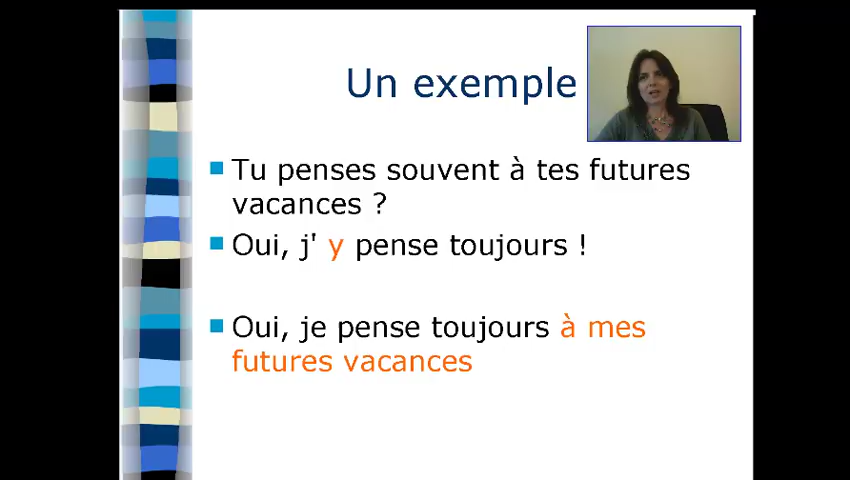 Un exemple
Tu penses souvent à tes futures
vacances ?
Oui, j' y pense toujours !
Oui, je pense toujours à mes
futures vacances